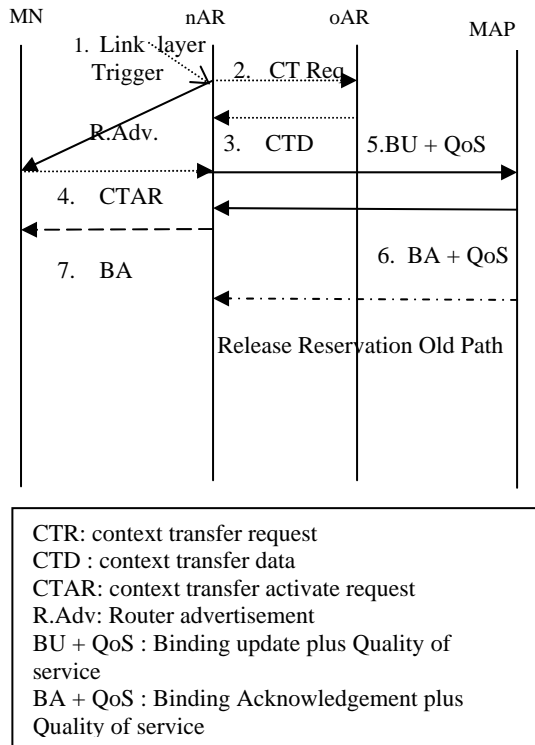 MN nAR oAR MAP
1. Link layer
Trigger
2. CT Req
R.Adv.
3. CTD
5.BU + QoS
4. CTAR
6. BA + QoS
7. BA
Release Reservation Old Path
CTR: context transfer request
CTD : context transfer data
CTAR: context transfer activate request
R.Adv: Router advertisement
BU + QoS : Binding update plus Quality of
service
BA + QoS : Binding Acknowledgement plus
Quality of service